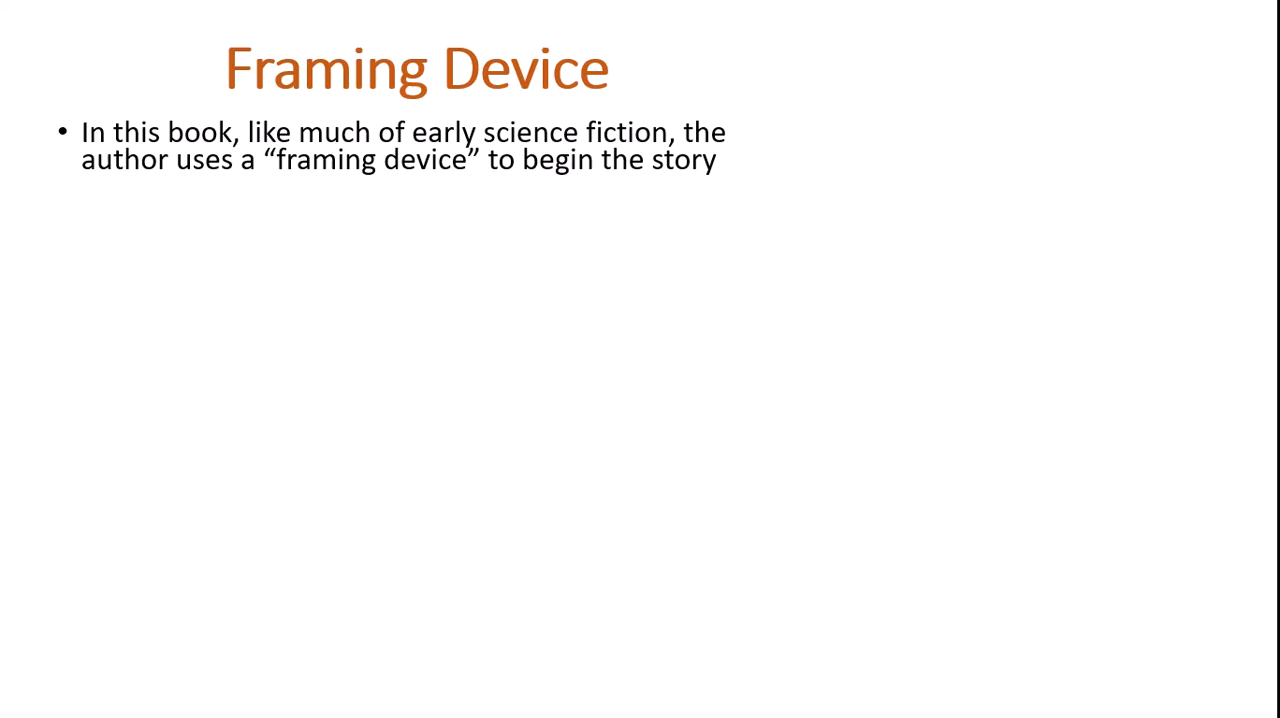 Framing Device
• In this book, like much of early science fiction, the
author uses a “framing device” to begin the story